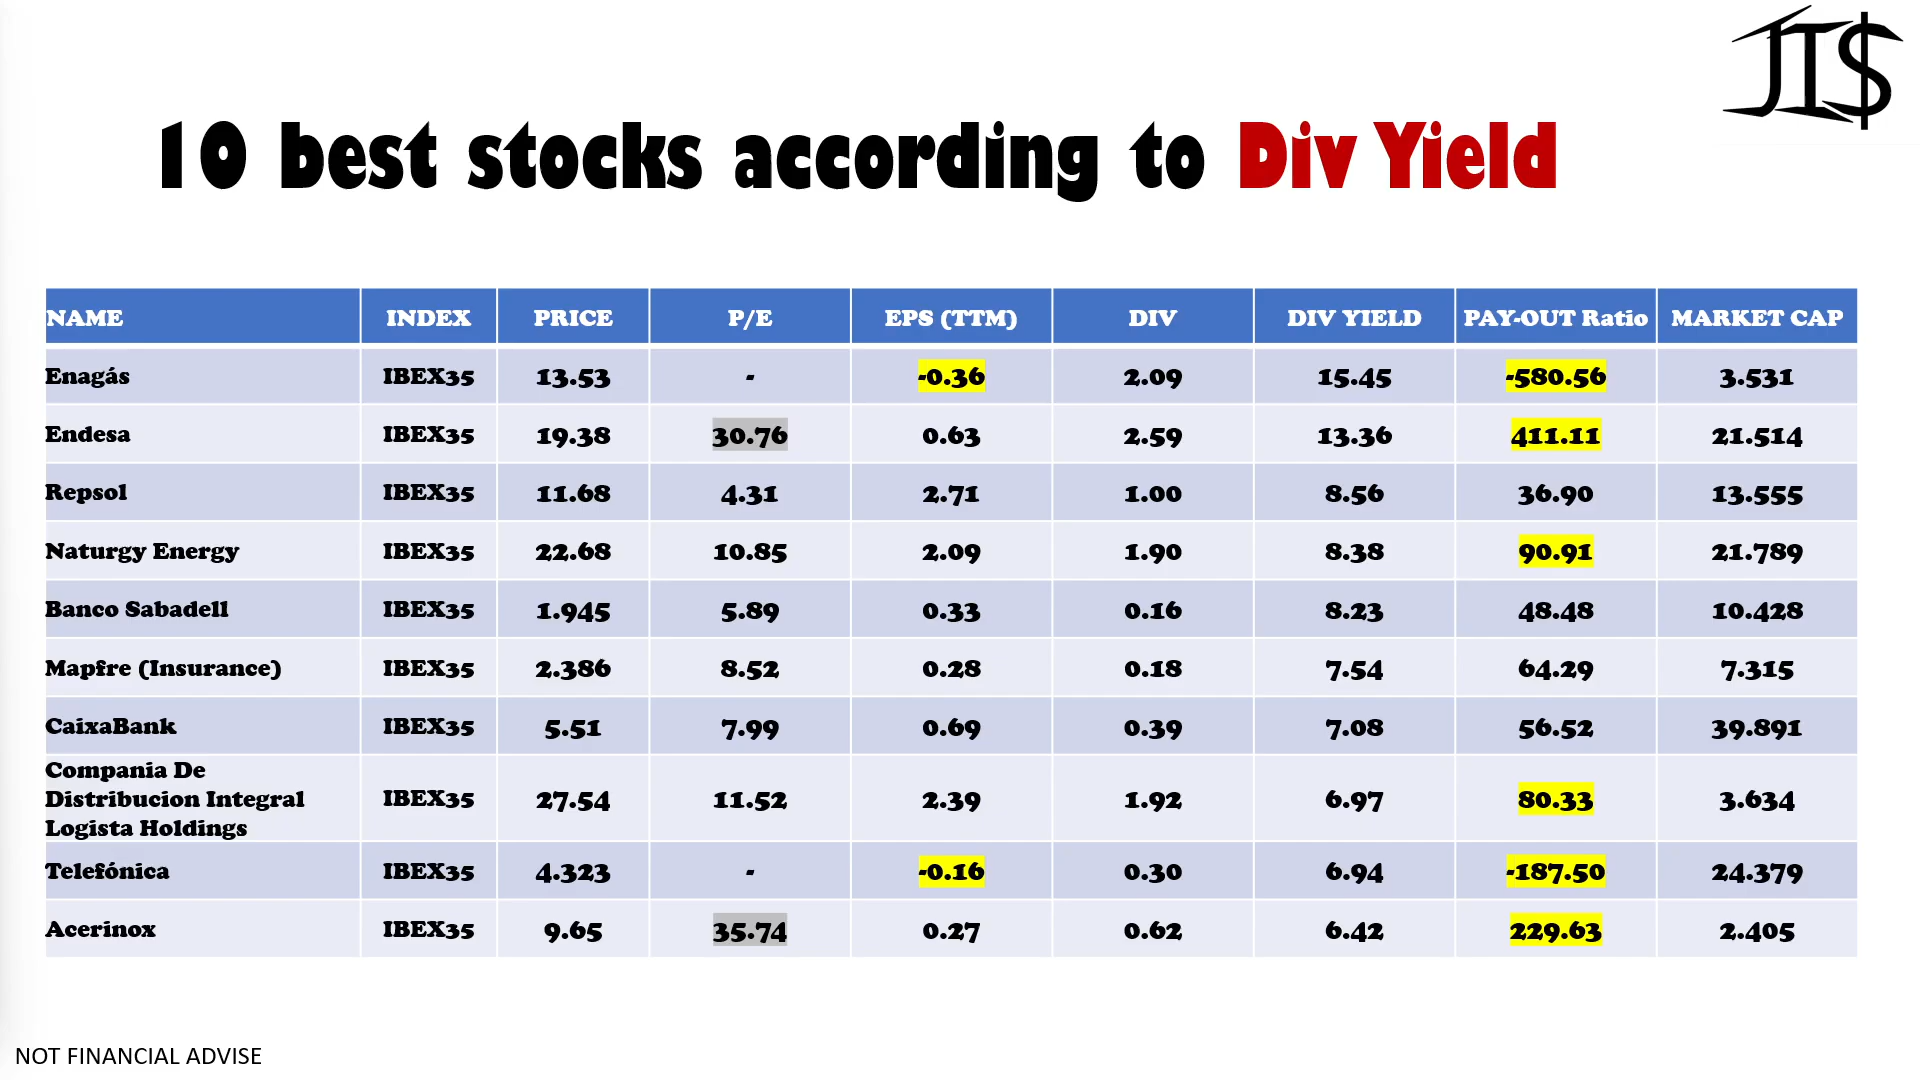 JI$
10 best stocks according to Div Yield
NAME INDEX PRICE P/E EPS (TTM) DIV DIV YIELD PAY-OUT Ratio MARKET CAP
Enagás IBEX35 13.53 - -0.36 2.09 15.45 -580.56 3.531
Endesa IBEX35 19.38 30.76 0.63 2.59 13.36 411.11 21.514
Repsol IBEX35 11.68 4.31 2.71 1.00 8.56 36.90 13.555
Naturgy Energy IBEX35 22.68 10.85 2.09 1.90 8.38 90.91 21.789
Banco Sabadell IBEX35 1.945 5.89 0.33 0.16 8.23 48.48 10.428
Mapfre (Insurance) IBEX35 2.386 8.52 0.28 0.18 7.54 64.29 7.315
CaixaBank IBEX35 5.51 7.99 0.69 0.39 7.08 56.52 39.891
Compania De
Distribucion Integral
Logista Holdings IBEX35 27.54 11.52 2.39 1.92 6.97 80.33 3.634
Telefónica IBEX35 4.323 - -0.16 0.30 6.94 -187.50 24.379
Acerinox IBEX35 9.65 35.74 0.27 0.62 6.42 229.63 2.405
NOT FINANCIAL ADVISE